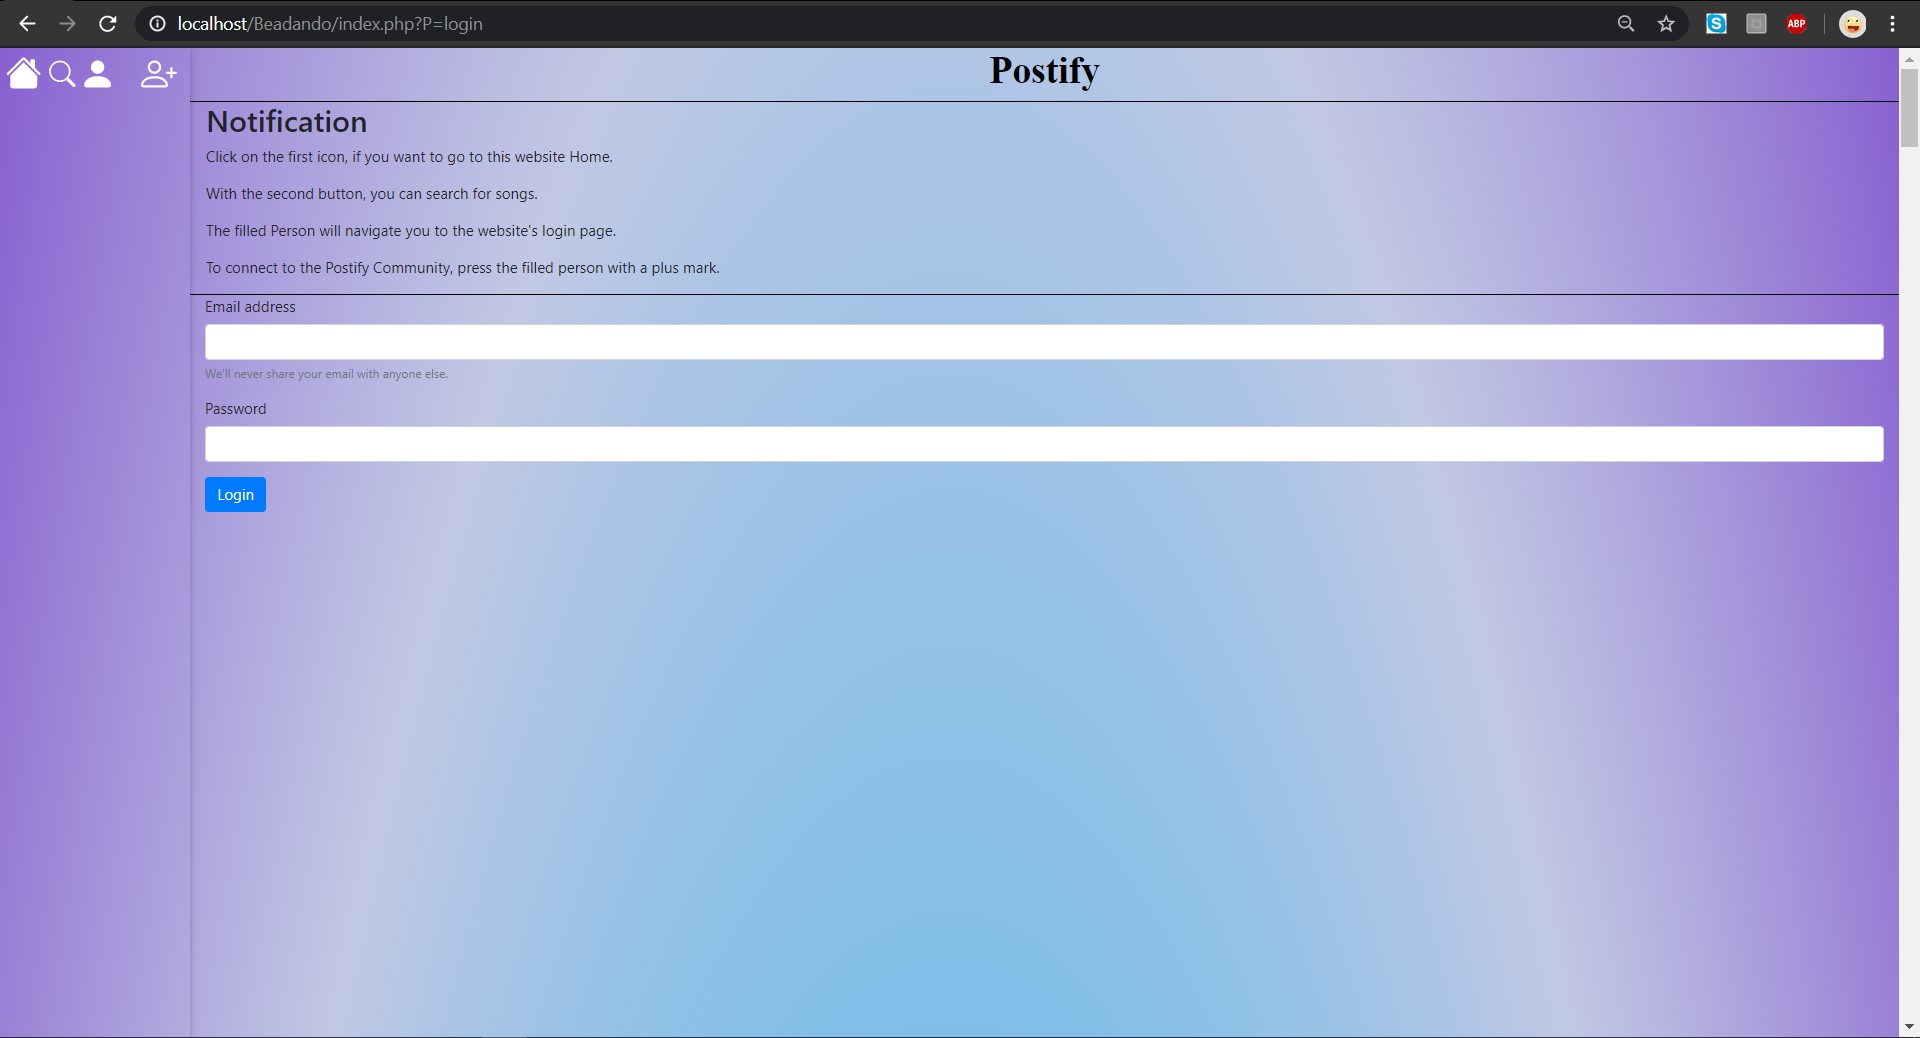 localhost/Beadando/index.php?P=login
S
ABP
Postify
Notification
Click on the first icon, if you want to go to this website Home.
With the second button, you can search for songs.
The filled Person will navigate you to the website's login page.
To connect to the Postify Community, press the filled person with a plus mark.
Email address
We'll never share your email with anyone else.
Password
Login